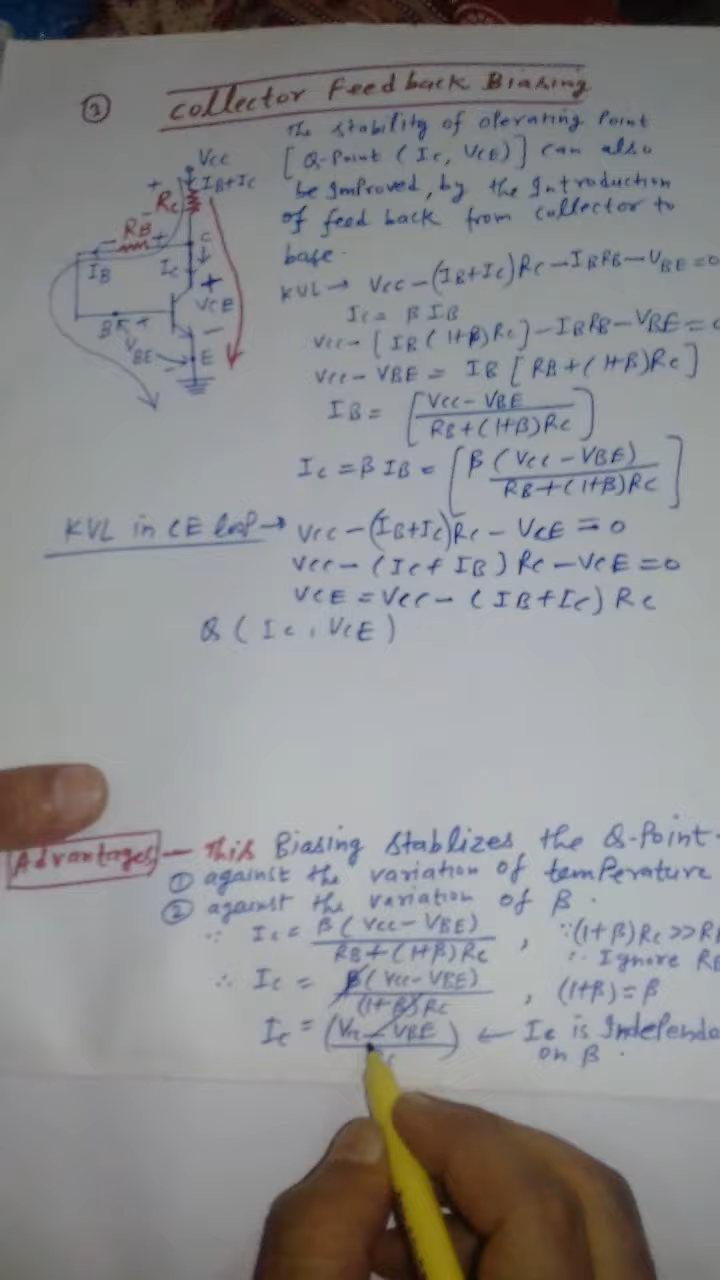 ② Collector Feedback Biasing
The stability of operating Point
[Q-Point (Ic, VCE)] can also
be Improved, by the Introduction
of feed back from collector to
base.
Vcc
+ IB+Ic
Rc
- RB +
C
IB
Ic
+
VCE
B + -
VBE
E
KVL → Vcc-(IB+Ic)Rc-IBRB-VBE=0
Ic = β IB
Vcc-[IB(1+β)Rc]-IBRB-VBE=0
Vcc-VBE = IB[RB+(1+β)Rc]
IB = [Vcc-VBE / RB+(1+β)Rc]
Ic = β IB = [β(Vcc-VBE) / RB+(1+β)Rc]
KVL in CE loop → Vcc-(IB+Ic)Rc-VCE=0
Vcc-(Ic+IB)Rc-VCE=0
VCE=Vcc-(IB+Ic)Rc
Q(Ic, VCE)
Advantages - This Biasing Stablizes the Q-Point-
① against the variation of temperature
② against the variation of β.
∵ Ic = β(Vcc-VBE) / RB+(1+β)Rc , ∵(1+β)Rc>>R
∴ Ignore R
∴ Ic = β(Vcc-VBE) / (1+β)Rc , (1+β)=β
Ic = (Vcc-VBE) / ← Ic is Independ
on β.